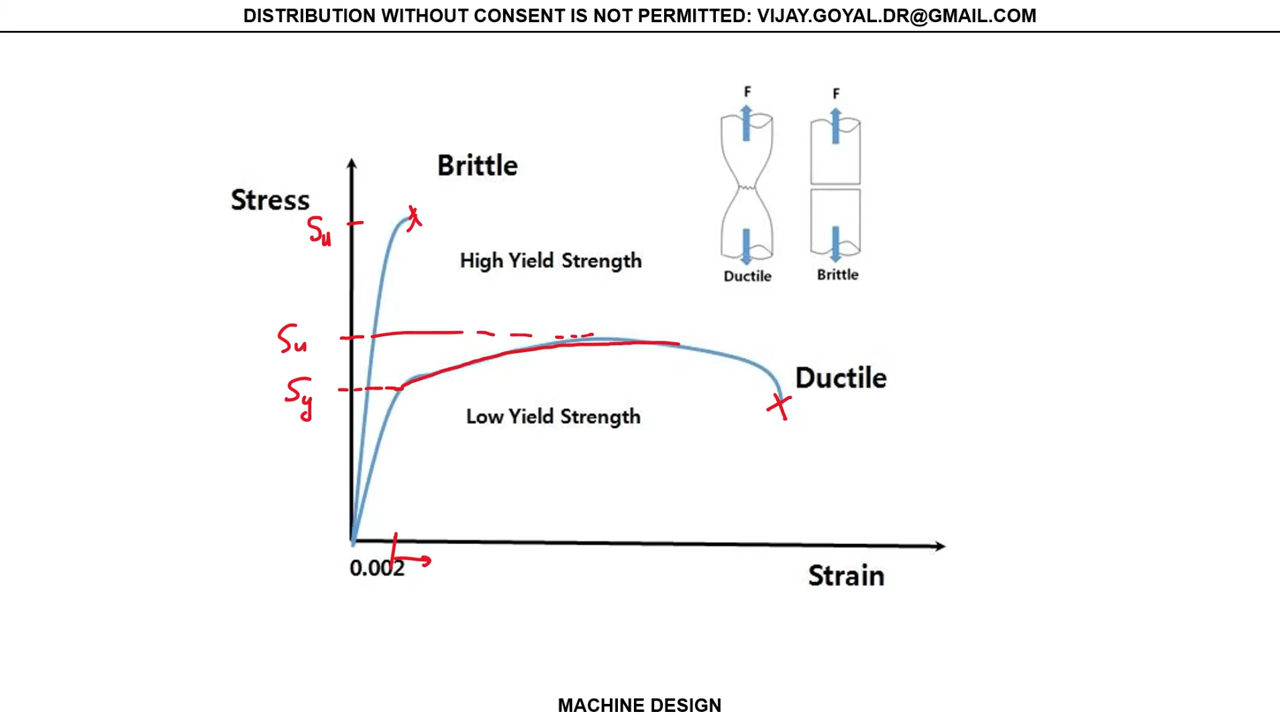 DISTRIBUTION WITHOUT CONSENT IS NOT PERMITTED: VIJAY.GOYAL.DR@GMAIL.COM
F F
Brittle
Stress
Su
High Yield Strength
Ductile Brittle
Su
Sy
Ductile
Low Yield Strength
0.002
Strain
MACHINE DESIGN